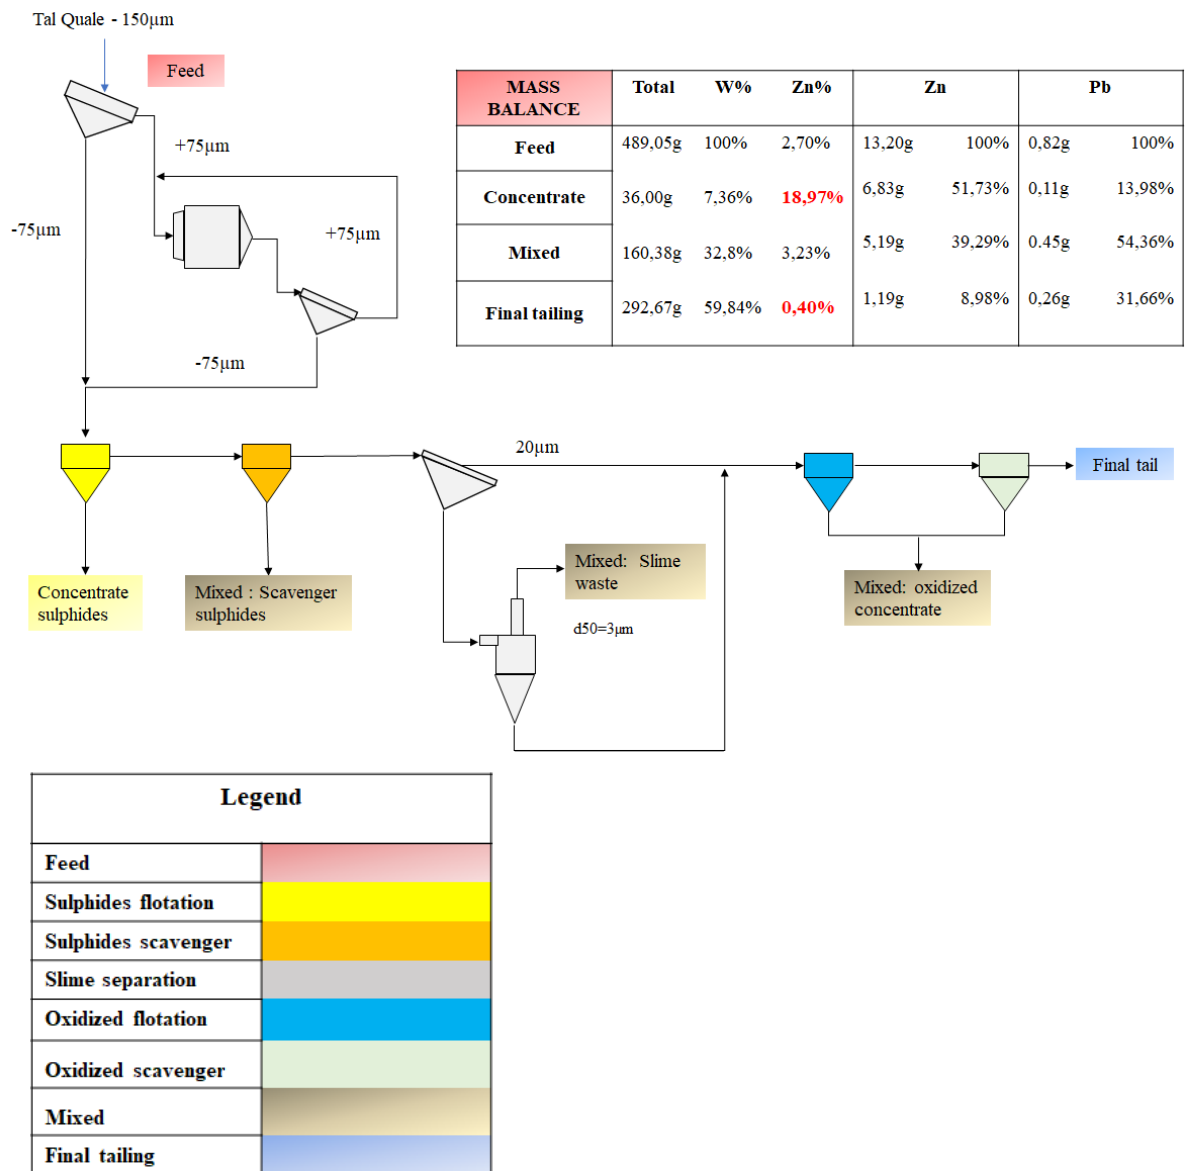 Tal Quale - 150µm
Feed
+75µm
-75µm
+75µm
-75µm
MASS BALANCE Total W% Zn% Zn Pb
Feed 489,05g 100% 2,70% 13,20g 100% 0,82g 100%
Concentrate 36,00g 7,36% 18,97% 6,83g 51,73% 0,11g 13,98%
Mixed 160,38g 32,8% 3,23% 5,19g 39,29% 0.45g 54,36%
Final tailing 292,67g 59,84% 0,40% 1,19g 8,98% 0,26g 31,66%
20µm
Final tail
Concentrate
sulphides
Mixed : Scavenger
sulphides
Mixed: Slime
waste
d50=3µm
Mixed: oxidized
concentrate
Legend
Feed
Sulphides flotation
Sulphides scavenger
Slime separation
Oxidized flotation
Oxidized scavenger
Mixed
Final tailing